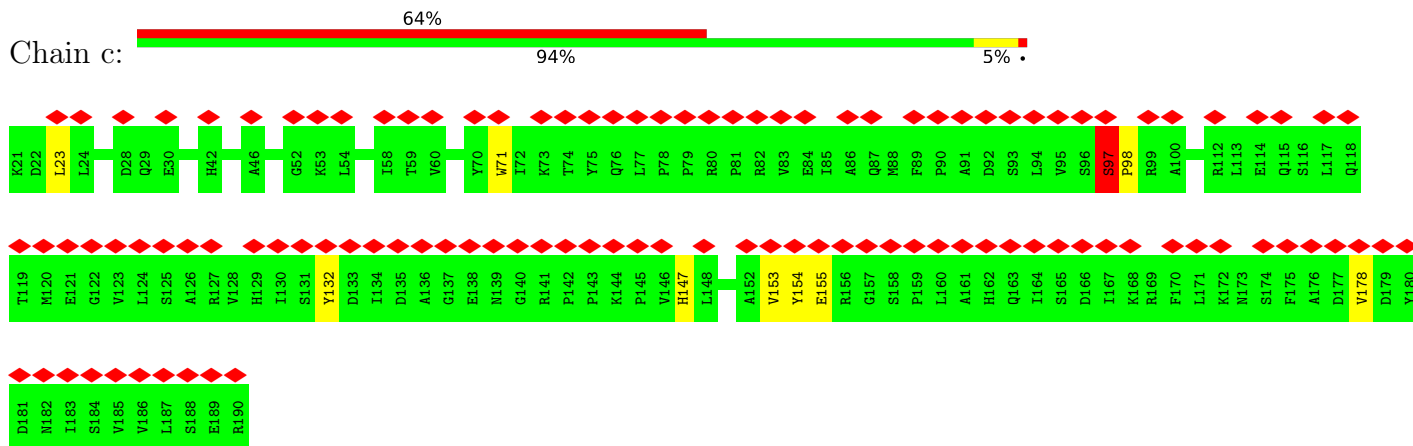 64%
Chain c:
94% 5% •
K21 D22 L23 L24 D28 Q29 E30 H42 A46 G52 K53 L54 I58 T59 V60 Y70 W71 I72 K73 T74 Y75 Q76 L77 P78 P79 R80 P81 R82 V83 E84 I85 A86 Q87 M88 F89 P90 A91 D92 S93 L94 V95 S96 S97 P98 R99 A100 R112 L113 E114 Q115 S116 L117 Q118
T119 M120 E121 G122 V123 L124 S125 A126 R127 V128 H129 I130 S131 Y132 D133 I134 D135 A136 G137 E138 N139 G140 R141 P142 P143 K144 P145 V146 H147 L148 A152 V153 Y154 E155 R156 G157 S158 P159 L160 A161 H162 Q163 I164 S165 D166 I167 K168 R169 F170 L171 K172 N173 S174 F175 A176 D177 V178 D179 Y180
D181 N182 I183 S184 V185 V186 L187 S188 E189 R190